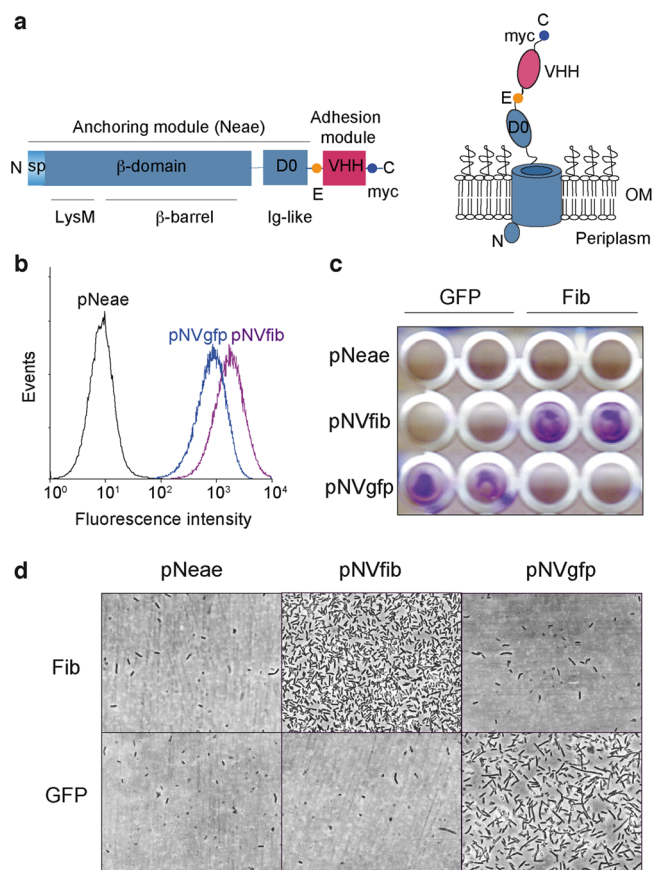 a
Anchoring module (Neae)
Adhesion
module
N
sp
β-domain
D0
VHH
C
E
myc
LysM
β-barrel
Ig-like
C
myc
VHH
E
D0
OM
N
Periplasm
b
pNeae
pNVgfp pNVfib
Events
10⁰ 10¹ 10² 10³ 10⁴
Fluorescence intensity
c
GFP Fib
pNeae
pNVfib
pNVgfp
d
pNeae pNVfib pNVgfp
Fib
GFP